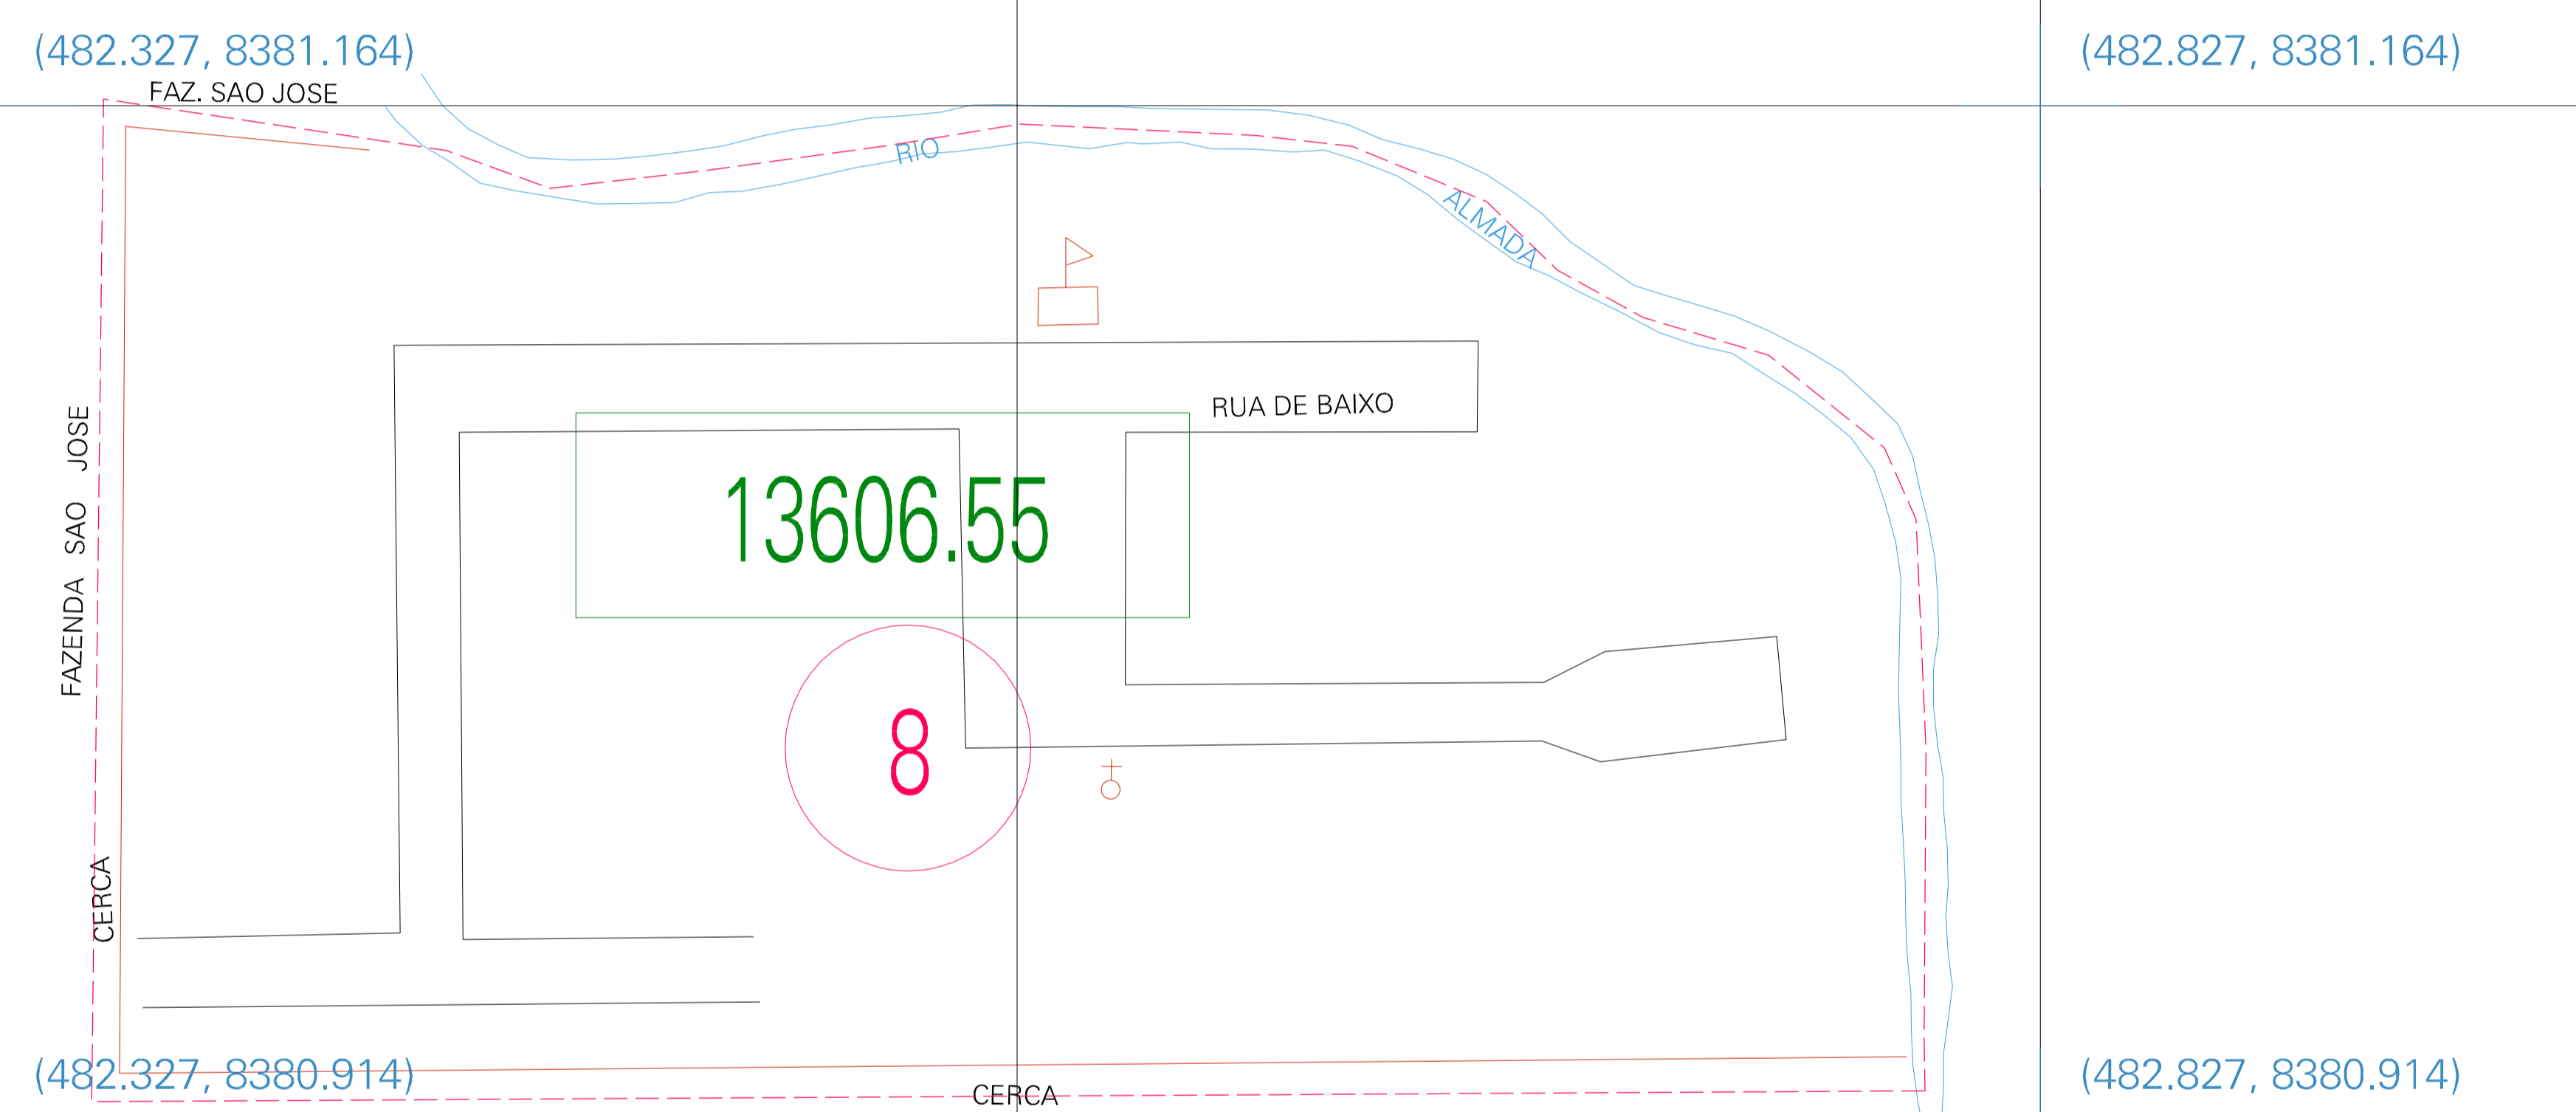 (482.327, 8381.164)
(482.827, 8381.164)
FAZ. SAO JOSE
RIO
ALMADA
RUA DE BAIXO
FAZENDA SAO JOSE
13606.55
8
CERCA
(482.327, 8380.914)
(482.827, 8380.914)
CERCA